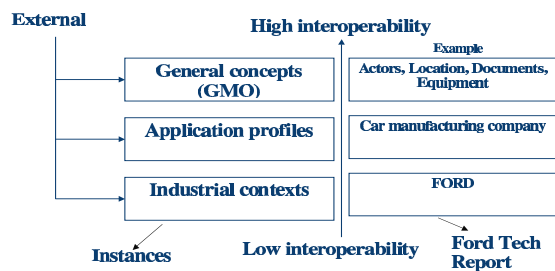 External
High interoperability
Example
General concepts
(GMO)
Actors, Location, Documents,
Equipment
Application profiles
Car manufacturing company
Industrial contexts
FORD
Instances
Low interoperability
Ford Tech
Report